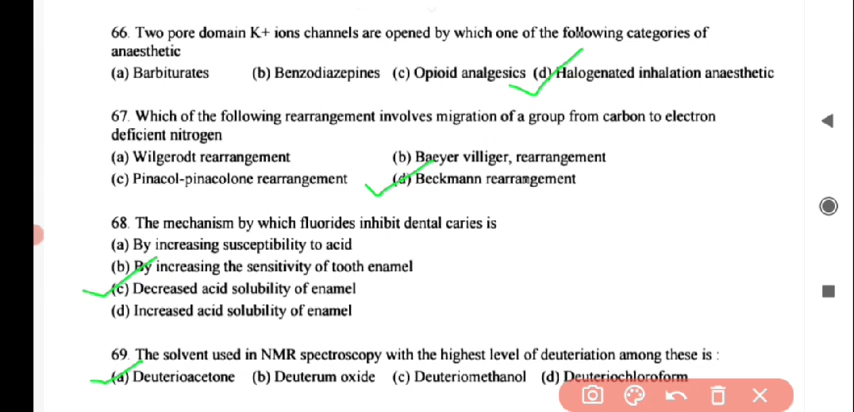 66. Two pore domain K+ ions channels are opened by which one of the following categories of
anaesthetic
(a) Barbiturates (b) Benzodiazepines (c) Opioid analgesics (d) Halogenated inhalation anaesthetic
67. Which of the following rearrangement involves migration of a group from carbon to electron
deficient nitrogen
(a) Wilgerodt rearrangement (b) Baeyer villiger, rearrangement
(c) Pinacol-pinacolone rearrangement (d) Beckmann rearrangement
68. The mechanism by which fluorides inhibit dental caries is
(a) By increasing susceptibility to acid
(b) By increasing the sensitivity of tooth enamel
(c) Decreased acid solubility of enamel
(d) Increased acid solubility of enamel
69. The solvent used in NMR spectroscopy with the highest level of deuteriation among these is :
(a) Deuterioacetone (b) Deuterum oxide (c) Deuteriomethanol (d) Deuteriochloroform